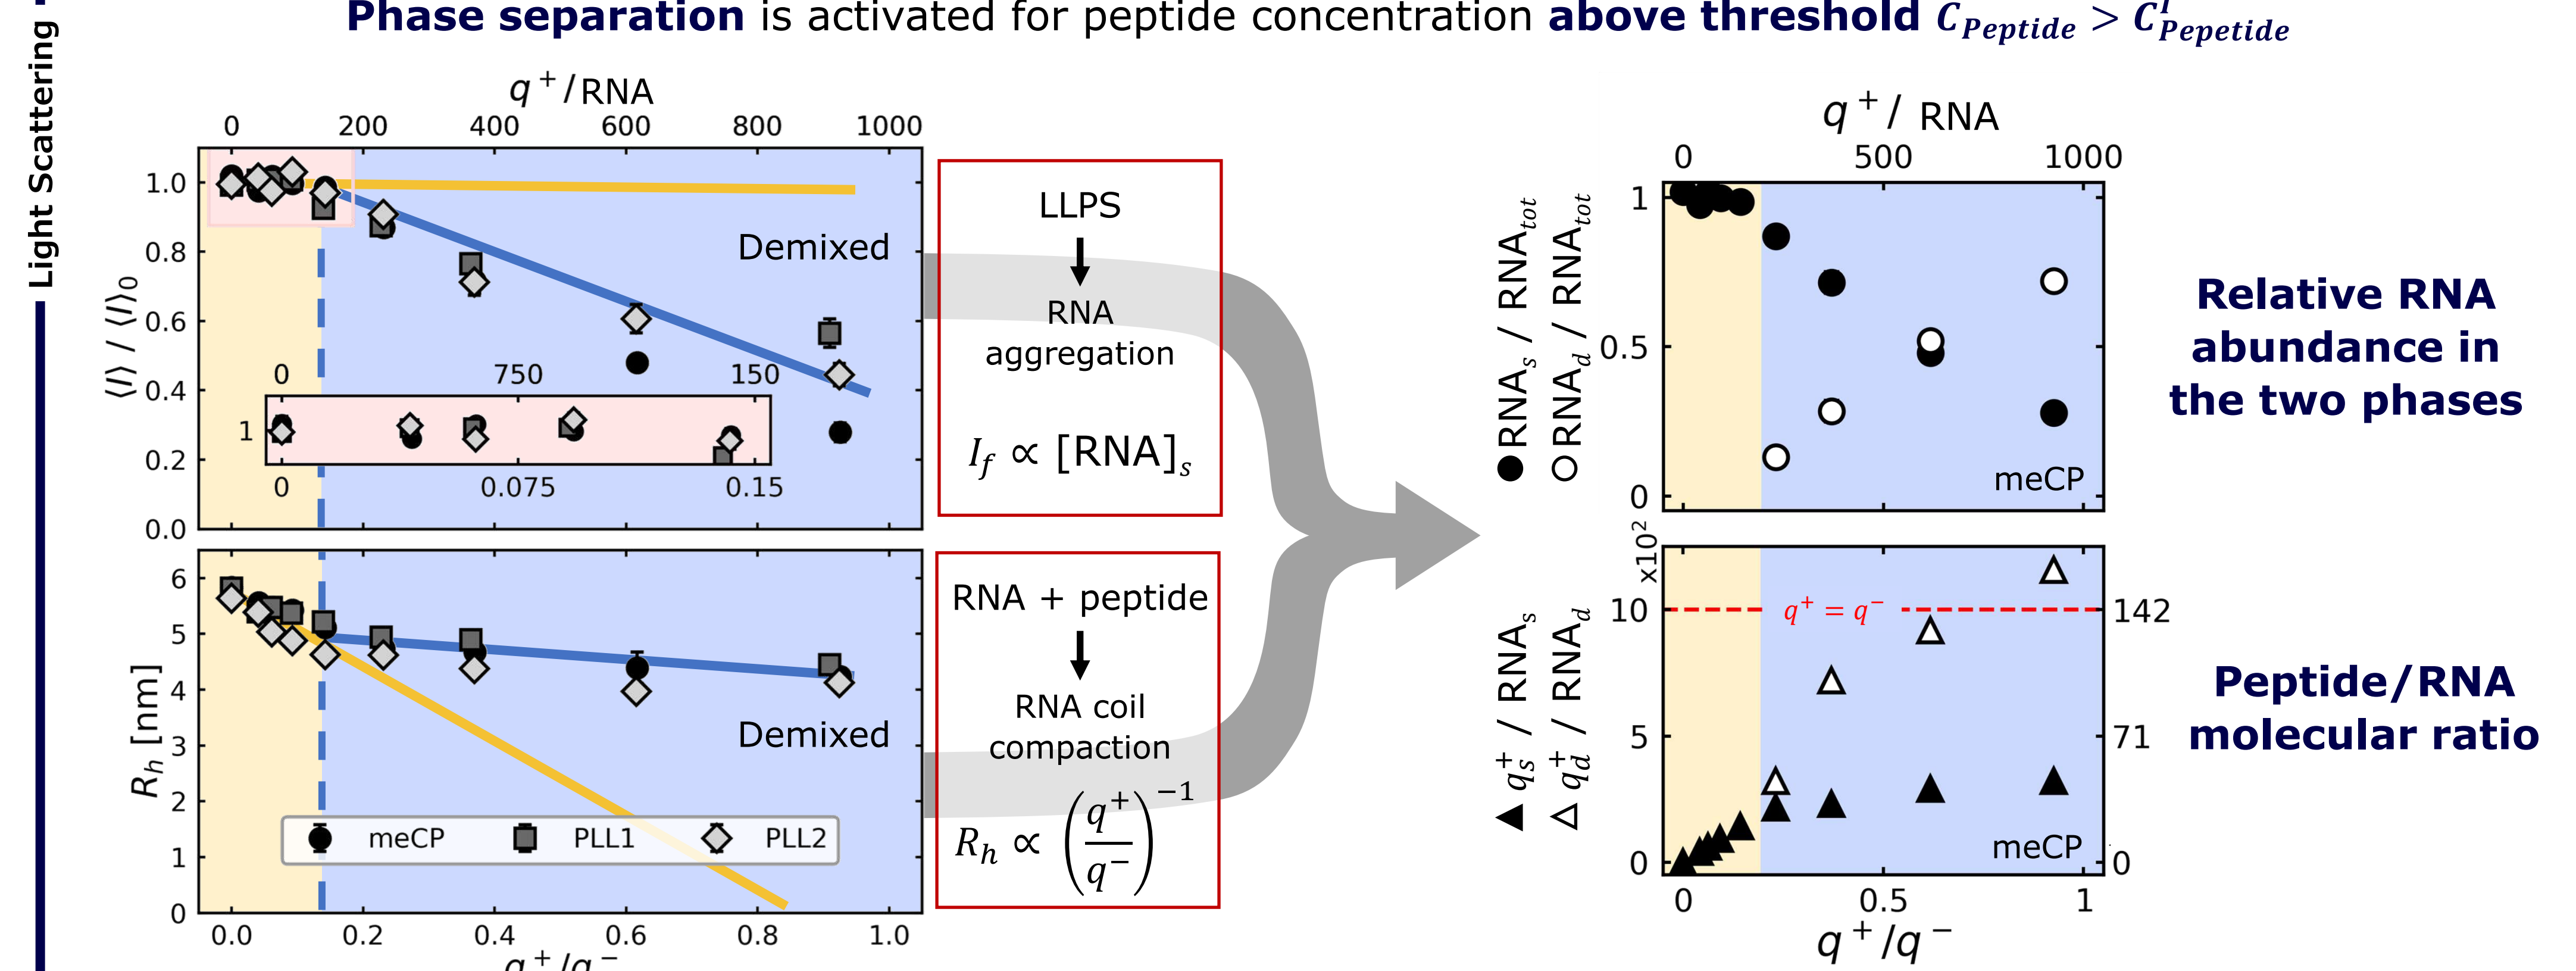 Phase separation is activated for peptide concentration above threshold C_Peptide > C^I_Pepetide
Light Scattering
q⁺/RNA
0 200 400 600 800 1000
1.0
0.8
0.6
0.4
0.2
0.0
⟨I⟩ / ⟨I⟩₀
Demixed
0 750 150
1
0 0.075 0.15
6
5
4
3
2
1
0
R_h [nm]
Demixed
meCP PLL1 PLL2
0.0 0.2 0.4 0.6 0.8 1.0
q⁺/q⁻
LLPS
RNA
aggregation
I_f ∝ [RNA]_s
RNA + peptide
RNA coil
compaction
R_h ∝ (q⁺/q⁻)⁻¹
q⁺/ RNA
0 500 1000
● RNA_s / RNA_tot
○ RNA_d / RNA_tot
1
0.5
0
meCP
Relative RNA
abundance in
the two phases
x10²
▲ q⁺_s / RNA_s
△ q⁺_d / RNA_d
10
5
0
q⁺ = q⁻
142
71
0
meCP
0 0.5 1
q⁺/q⁻
Peptide/RNA
molecular ratio